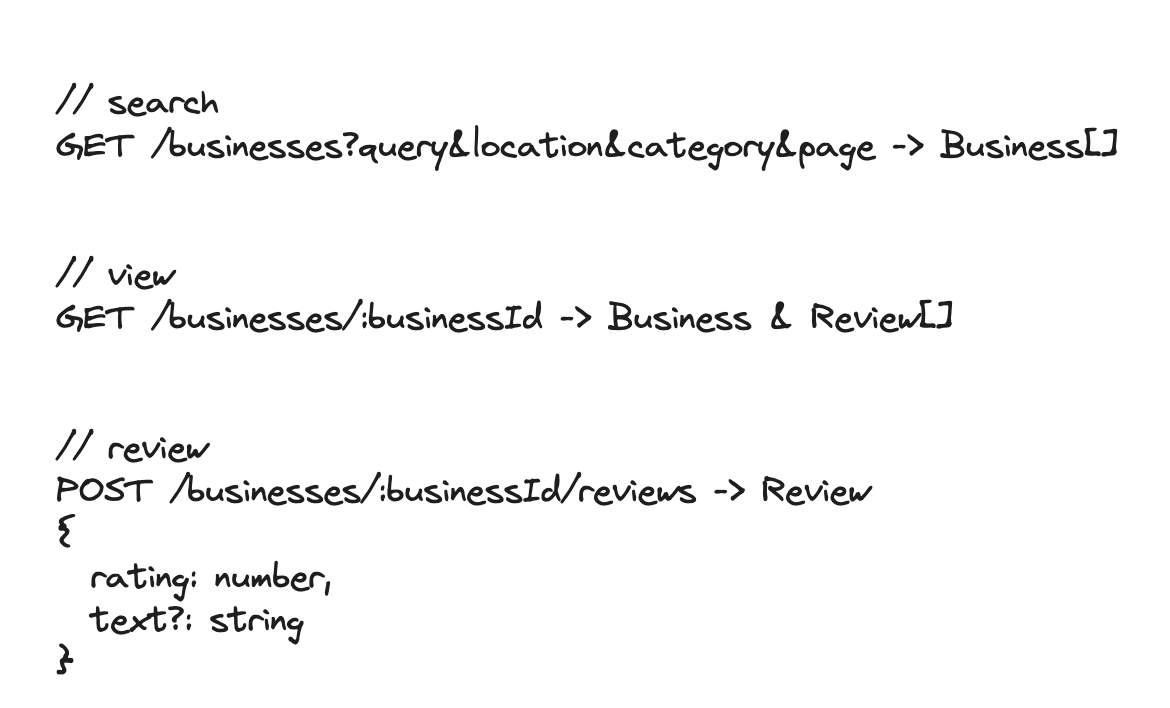 // search
GET /businesses?query&location&category&page -> Business[]
// view
GET /businesses/:businessId -> Business & Review[]
// review
POST /businesses/:businessId/reviews -> Review
{
rating: number,
text?: string
}